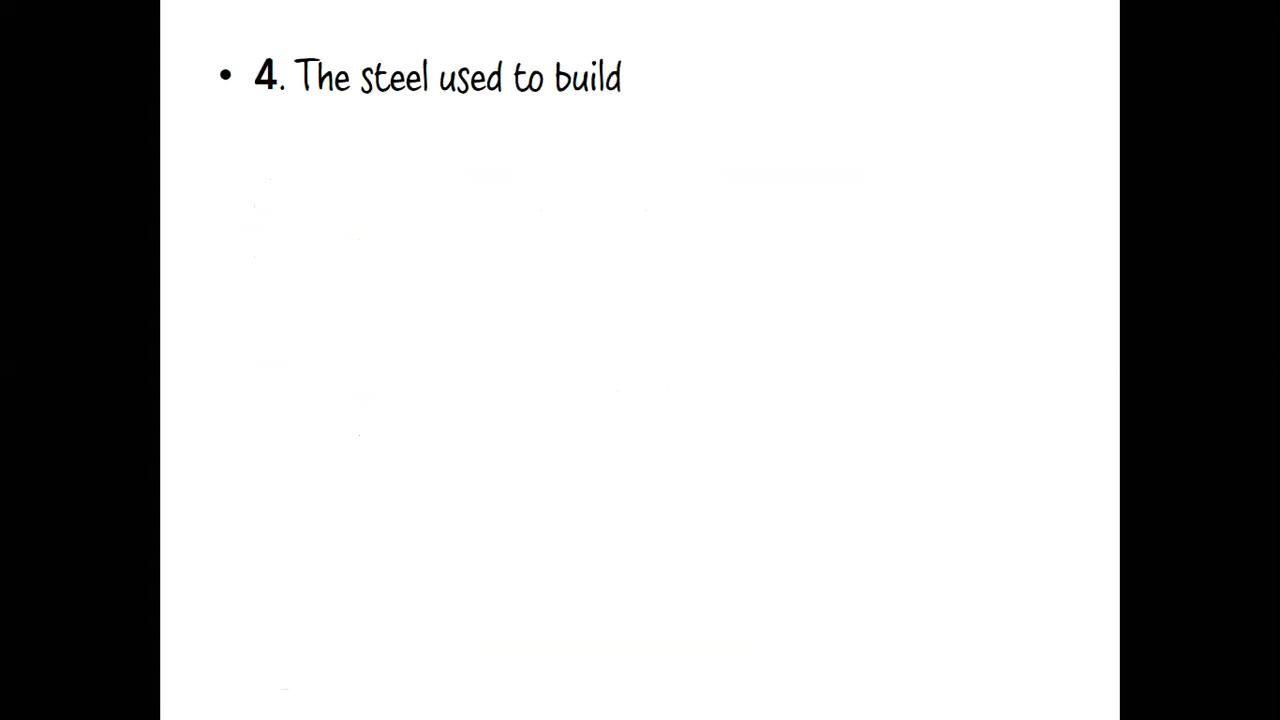 • 4. The steel used to build